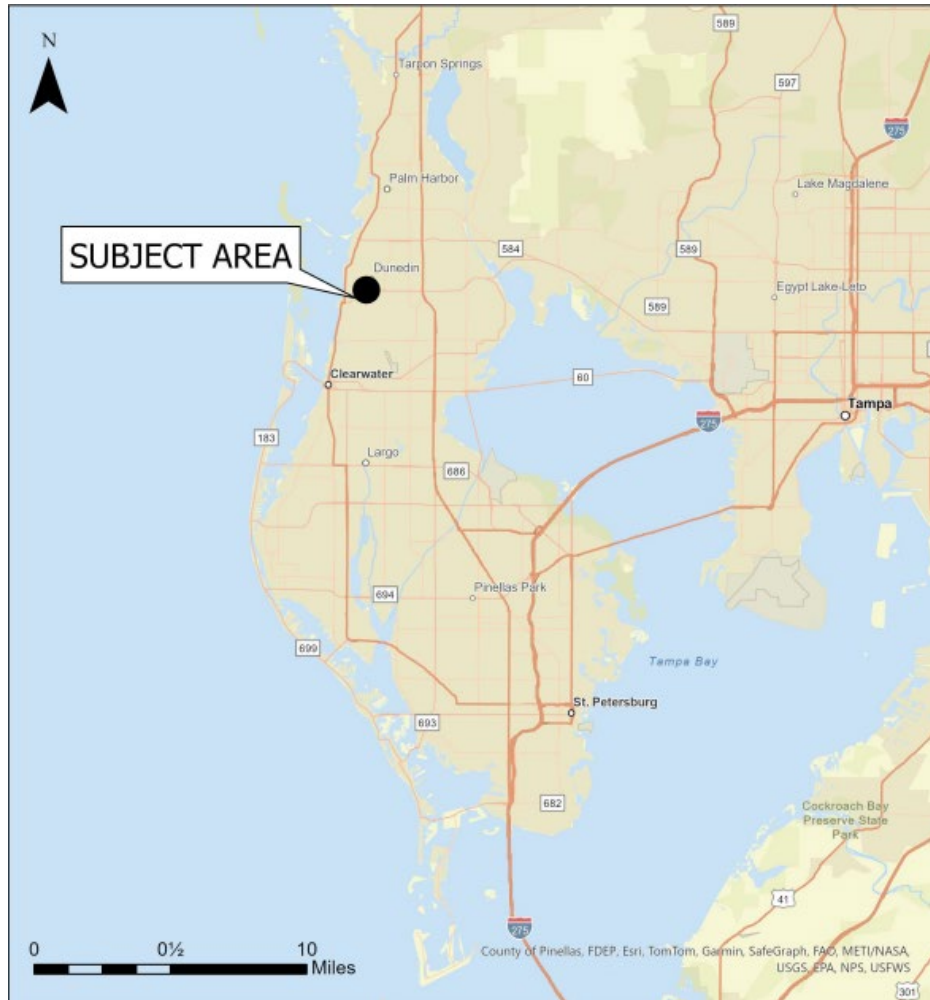 N
589
Tarpon Springs
597
275
Palm Harbor
Lake Magdalene
SUBJECT AREA
584
589
Dunedin
Egypt Lake-Leto
589
Clearwater
60
Tampa
275
183
Largo
686
694
Pinellas Park
699
Tampa Bay
St. Petersburg
693
682
Cockroach Bay
Preserve State
Park
41
275
0 0½ 10
Miles
County of Pinellas, FDEP, Esri, TomTom, Garmin, SafeGraph, FAO, METI/NASA,
USGS, EPA, NPS, USFWS
301